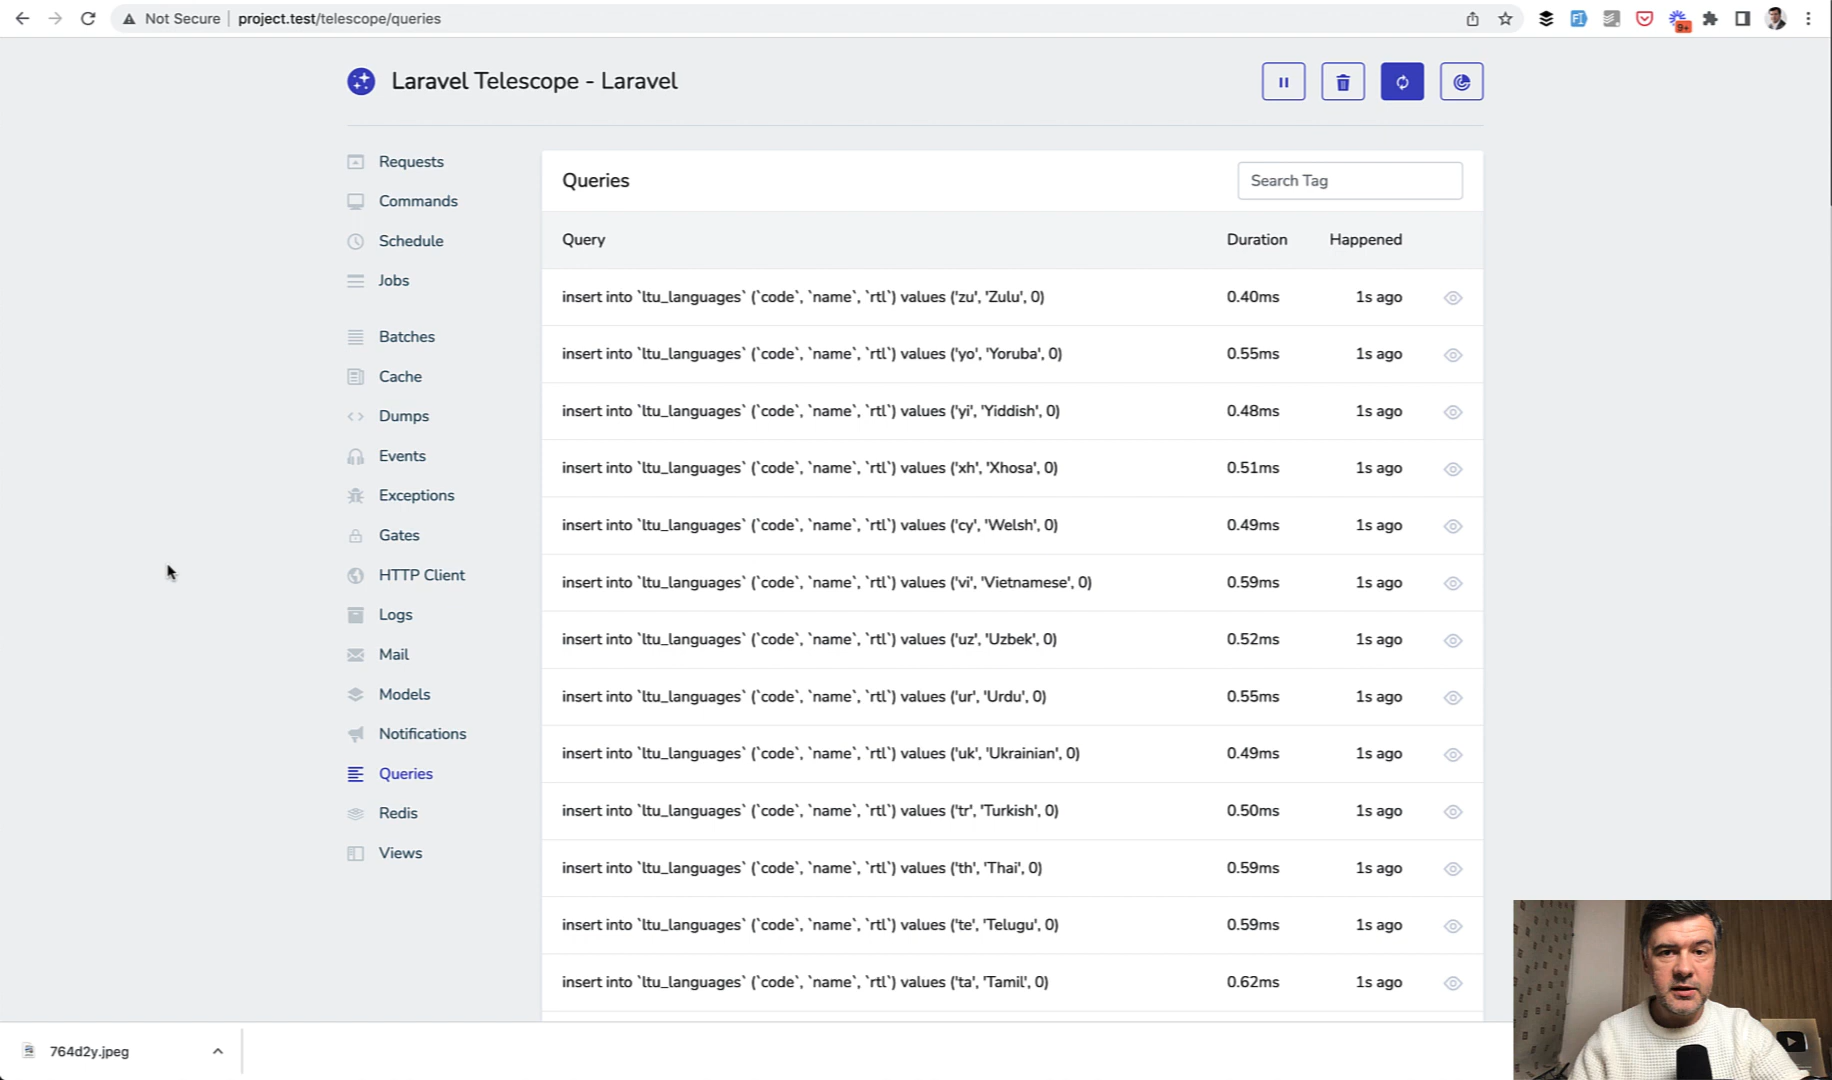 Not Secure project.test/telescope/queries
9+
Laravel Telescope - Laravel
Requests
Commands
Schedule
Jobs
Batches
Cache
Dumps
Events
Exceptions
Gates
HTTP Client
Logs
Mail
Models
Notifications
Queries
Redis
Views
Queries Search Tag
Query Duration Happened
insert into `ltu_languages` (`code`, `name`, `rtl`) values ('zu', 'Zulu', 0) 0.40ms 1s ago
insert into `ltu_languages` (`code`, `name`, `rtl`) values ('yo', 'Yoruba', 0) 0.55ms 1s ago
insert into `ltu_languages` (`code`, `name`, `rtl`) values ('yi', 'Yiddish', 0) 0.48ms 1s ago
insert into `ltu_languages` (`code`, `name`, `rtl`) values ('xh', 'Xhosa', 0) 0.51ms 1s ago
insert into `ltu_languages` (`code`, `name`, `rtl`) values ('cy', 'Welsh', 0) 0.49ms 1s ago
insert into `ltu_languages` (`code`, `name`, `rtl`) values ('vi', 'Vietnamese', 0) 0.59ms 1s ago
insert into `ltu_languages` (`code`, `name`, `rtl`) values ('uz', 'Uzbek', 0) 0.52ms 1s ago
insert into `ltu_languages` (`code`, `name`, `rtl`) values ('ur', 'Urdu', 0) 0.55ms 1s ago
insert into `ltu_languages` (`code`, `name`, `rtl`) values ('uk', 'Ukrainian', 0) 0.49ms 1s ago
insert into `ltu_languages` (`code`, `name`, `rtl`) values ('tr', 'Turkish', 0) 0.50ms 1s ago
insert into `ltu_languages` (`code`, `name`, `rtl`) values ('th', 'Thai', 0) 0.59ms 1s ago
insert into `ltu_languages` (`code`, `name`, `rtl`) values ('te', 'Telugu', 0) 0.59ms 1s ago
insert into `ltu_languages` (`code`, `name`, `rtl`) values ('ta', 'Tamil', 0) 0.62ms 1s ago
764d2y.jpeg